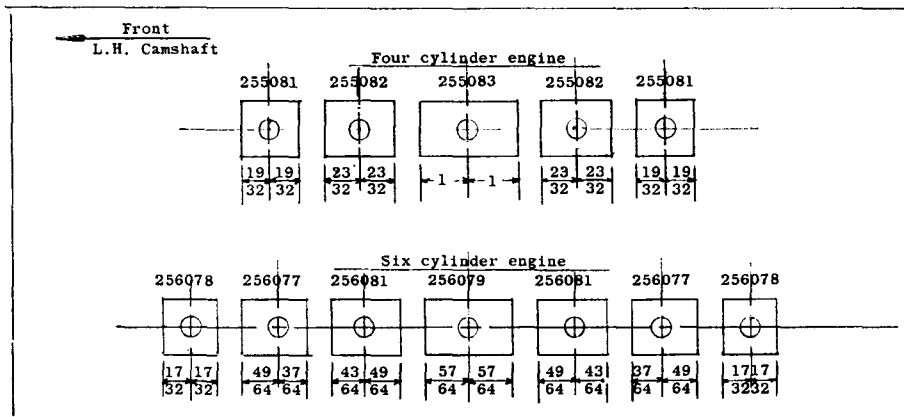 Front
L.H. Camshaft
Four cylinder engine
255081 255082 255083 255082 255081
19 19 23 23 1 1 23 23 19 19
32 32 32 32 32 32 32 32
Six cylinder engine
256078 256077 256081 256079 256081 256077 256078
17 17 49 37 43 49 57 57 49 43 37 49 17 17
32 32 64 64 64 64 64 64 64 64 64 64 32 32